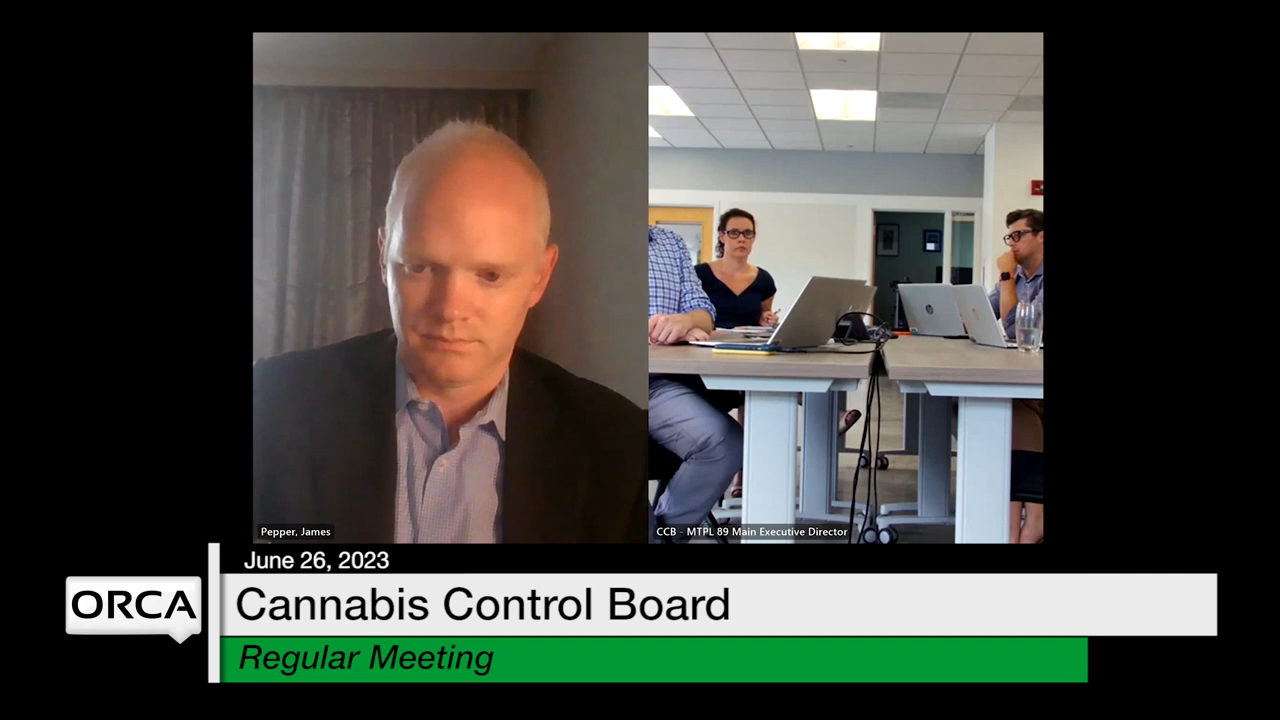 Pepper, James
CCB - MTPL 89 Main Executive Director
June 26, 2023
ORCA
Cannabis Control Board
Regular Meeting